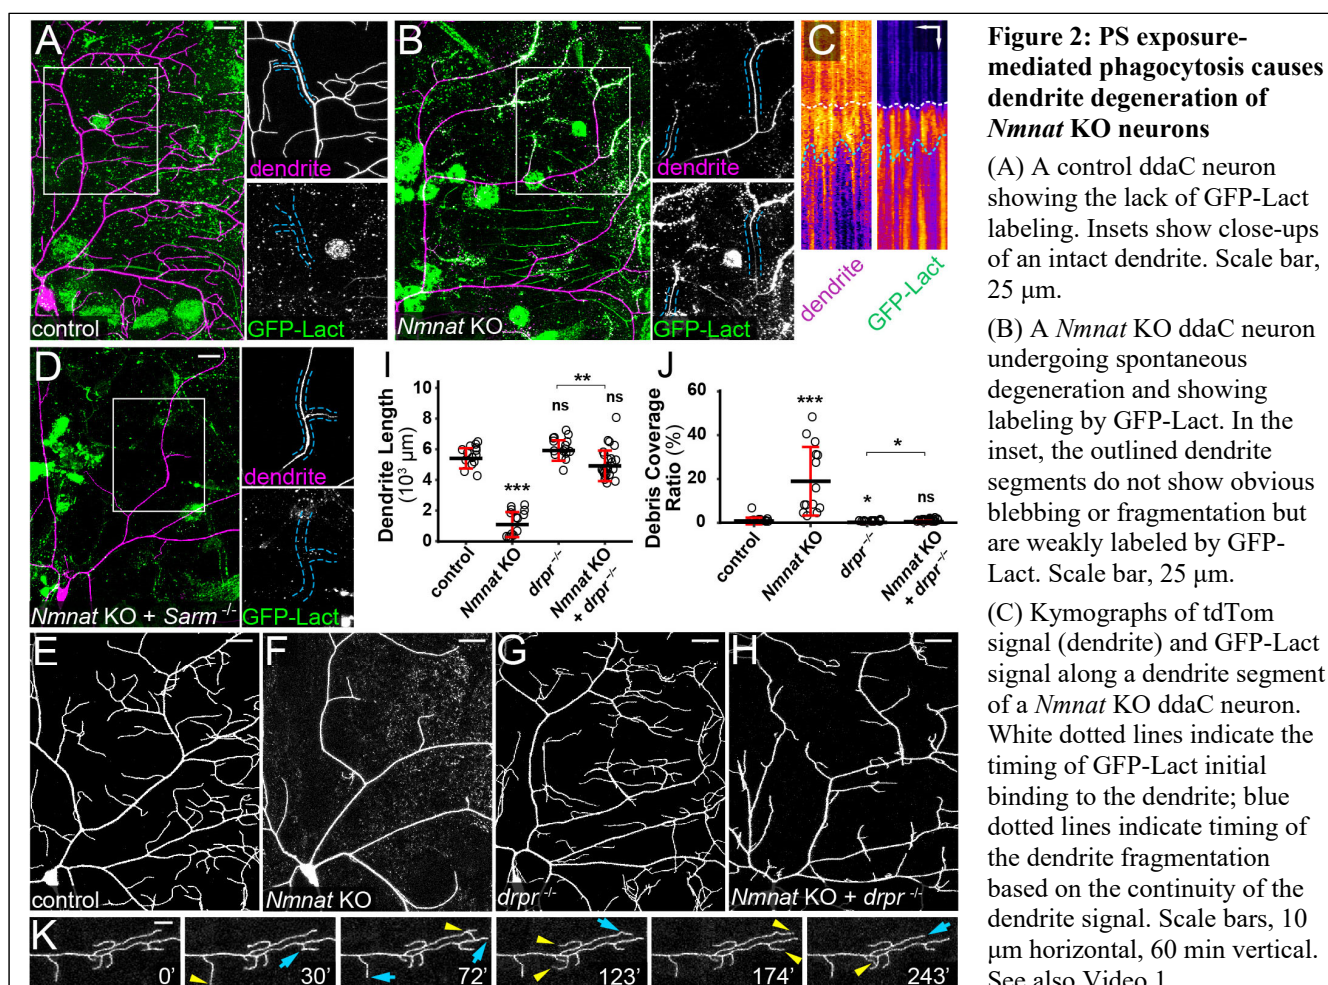 A
dendrite
control
GFP-Lact
B
dendrite
Nmnat KO
GFP-Lact
C
dendrite
GFP-Lact
D
dendrite
Nmnat KO + Sarm -/-
GFP-Lact
I
Dendrite Length
(10³ µm)
10
8
6
4
2
0
***
ns
**
ns
control
Nmnat KO
drpr -/-
Nmnat KO
+ drpr -/-
J
Debris Coverage
Ratio (%)
60
40
20
0
***
*
*
ns
control
Nmnat KO
drpr -/-
Nmnat KO
+ drpr -/-
E
control
F
Nmnat KO
G
drpr -/-
H
Nmnat KO + drpr -/-
K
0'
30'
72'
123'
174'
243'
Figure 2: PS exposure-
mediated phagocytosis causes
dendrite degeneration of
Nmnat KO neurons
(A) A control ddaC neuron
showing the lack of GFP-Lact
labeling. Insets show close-ups
of an intact dendrite. Scale bar,
25 µm.
(B) A Nmnat KO ddaC neuron
undergoing spontaneous
degeneration and showing
labeling by GFP-Lact. In the
inset, the outlined dendrite
segments do not show obvious
blebbing or fragmentation but
are weakly labeled by GFP-
Lact. Scale bar, 25 µm.
(C) Kymographs of tdTom
signal (dendrite) and GFP-Lact
signal along a dendrite segment
of a Nmnat KO ddaC neuron.
White dotted lines indicate the
timing of GFP-Lact initial
binding to the dendrite; blue
dotted lines indicate timing of
the dendrite fragmentation
based on the continuity of the
dendrite signal. Scale bars, 10
µm horizontal, 60 min vertical.
See also Video 1